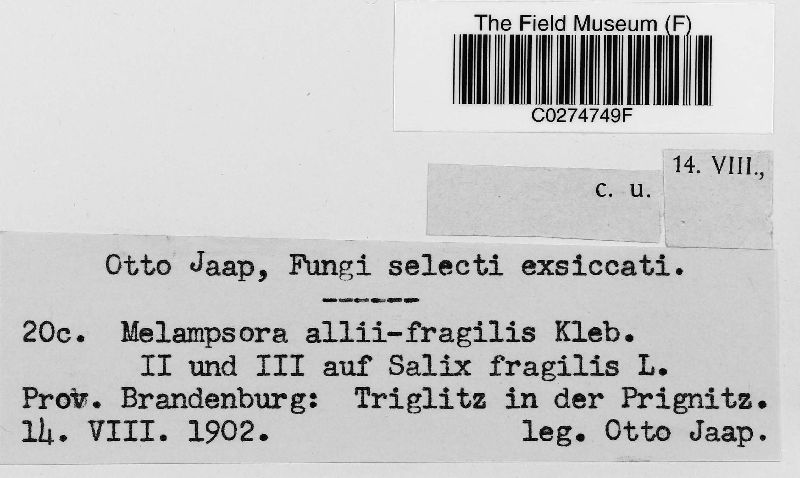 The Field Museum (F)
C0274749F
14. VIII.,
c. u.
Otto Jaap, Fungi selecti exsiccati.
20c. Melampsora allii-fragilis Kleb.
II und III auf Salix fragilis L.
Prov. Brandenburg: Triglitz in der Prignitz.
14. VIII. 1902. leg. Otto Jaap.